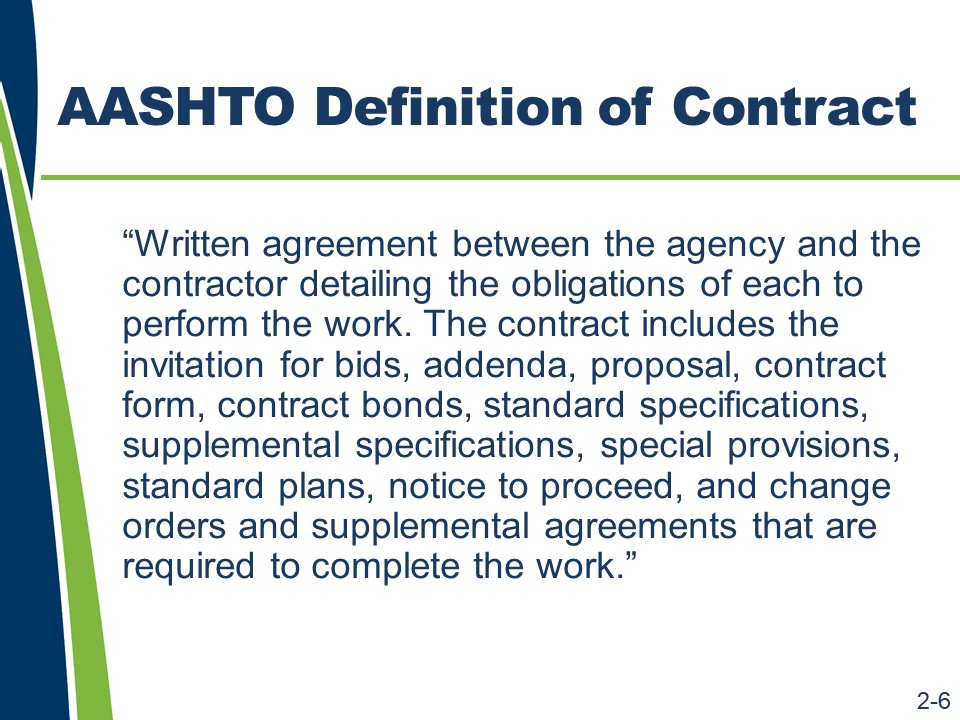 AASHTO Definition of Contract
“Written agreement between the agency and the
contractor detailing the obligations of each to
perform the work. The contract includes the
invitation for bids, addenda, proposal, contract
form, contract bonds, standard specifications,
supplemental specifications, special provisions,
standard plans, notice to proceed, and change
orders and supplemental agreements that are
required to complete the work.”
2-6